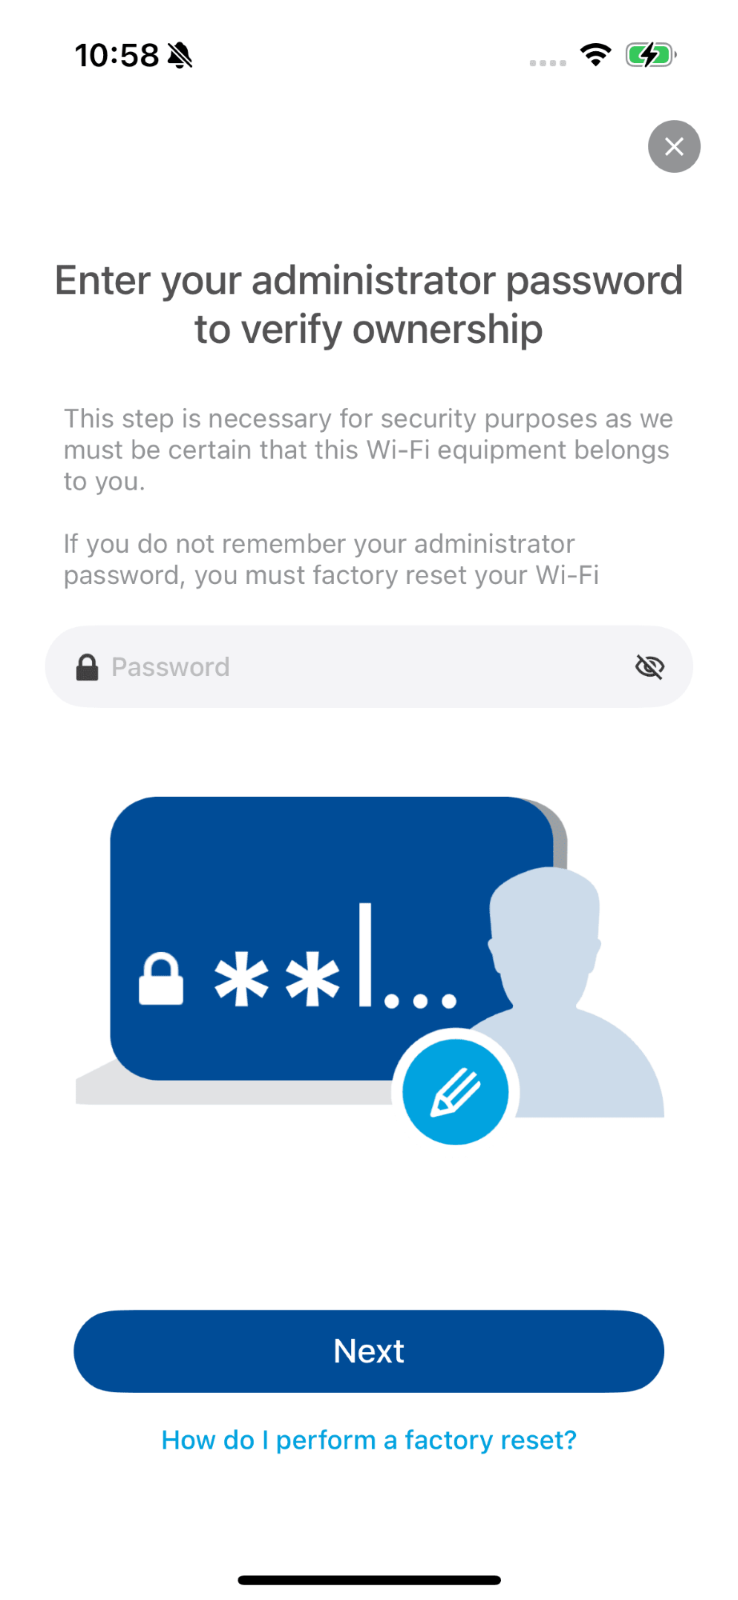 10:58
Enter your administrator password
to verify ownership
This step is necessary for security purposes as we
must be certain that this Wi-Fi equipment belongs
to you.
If you do not remember your administrator
password, you must factory reset your Wi-Fi
Password
**|...
Next
How do I perform a factory reset?